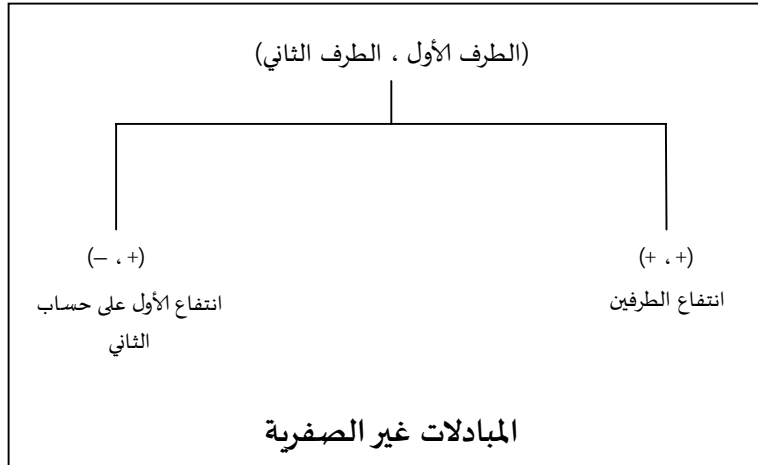 (الطرف الأول ، الطرف الثاني)
(+ ، +)
انتفاع الطرفين
(+ ، –)
انتفاع الأول على حساب
الثاني
المبادلات غير الصفرية